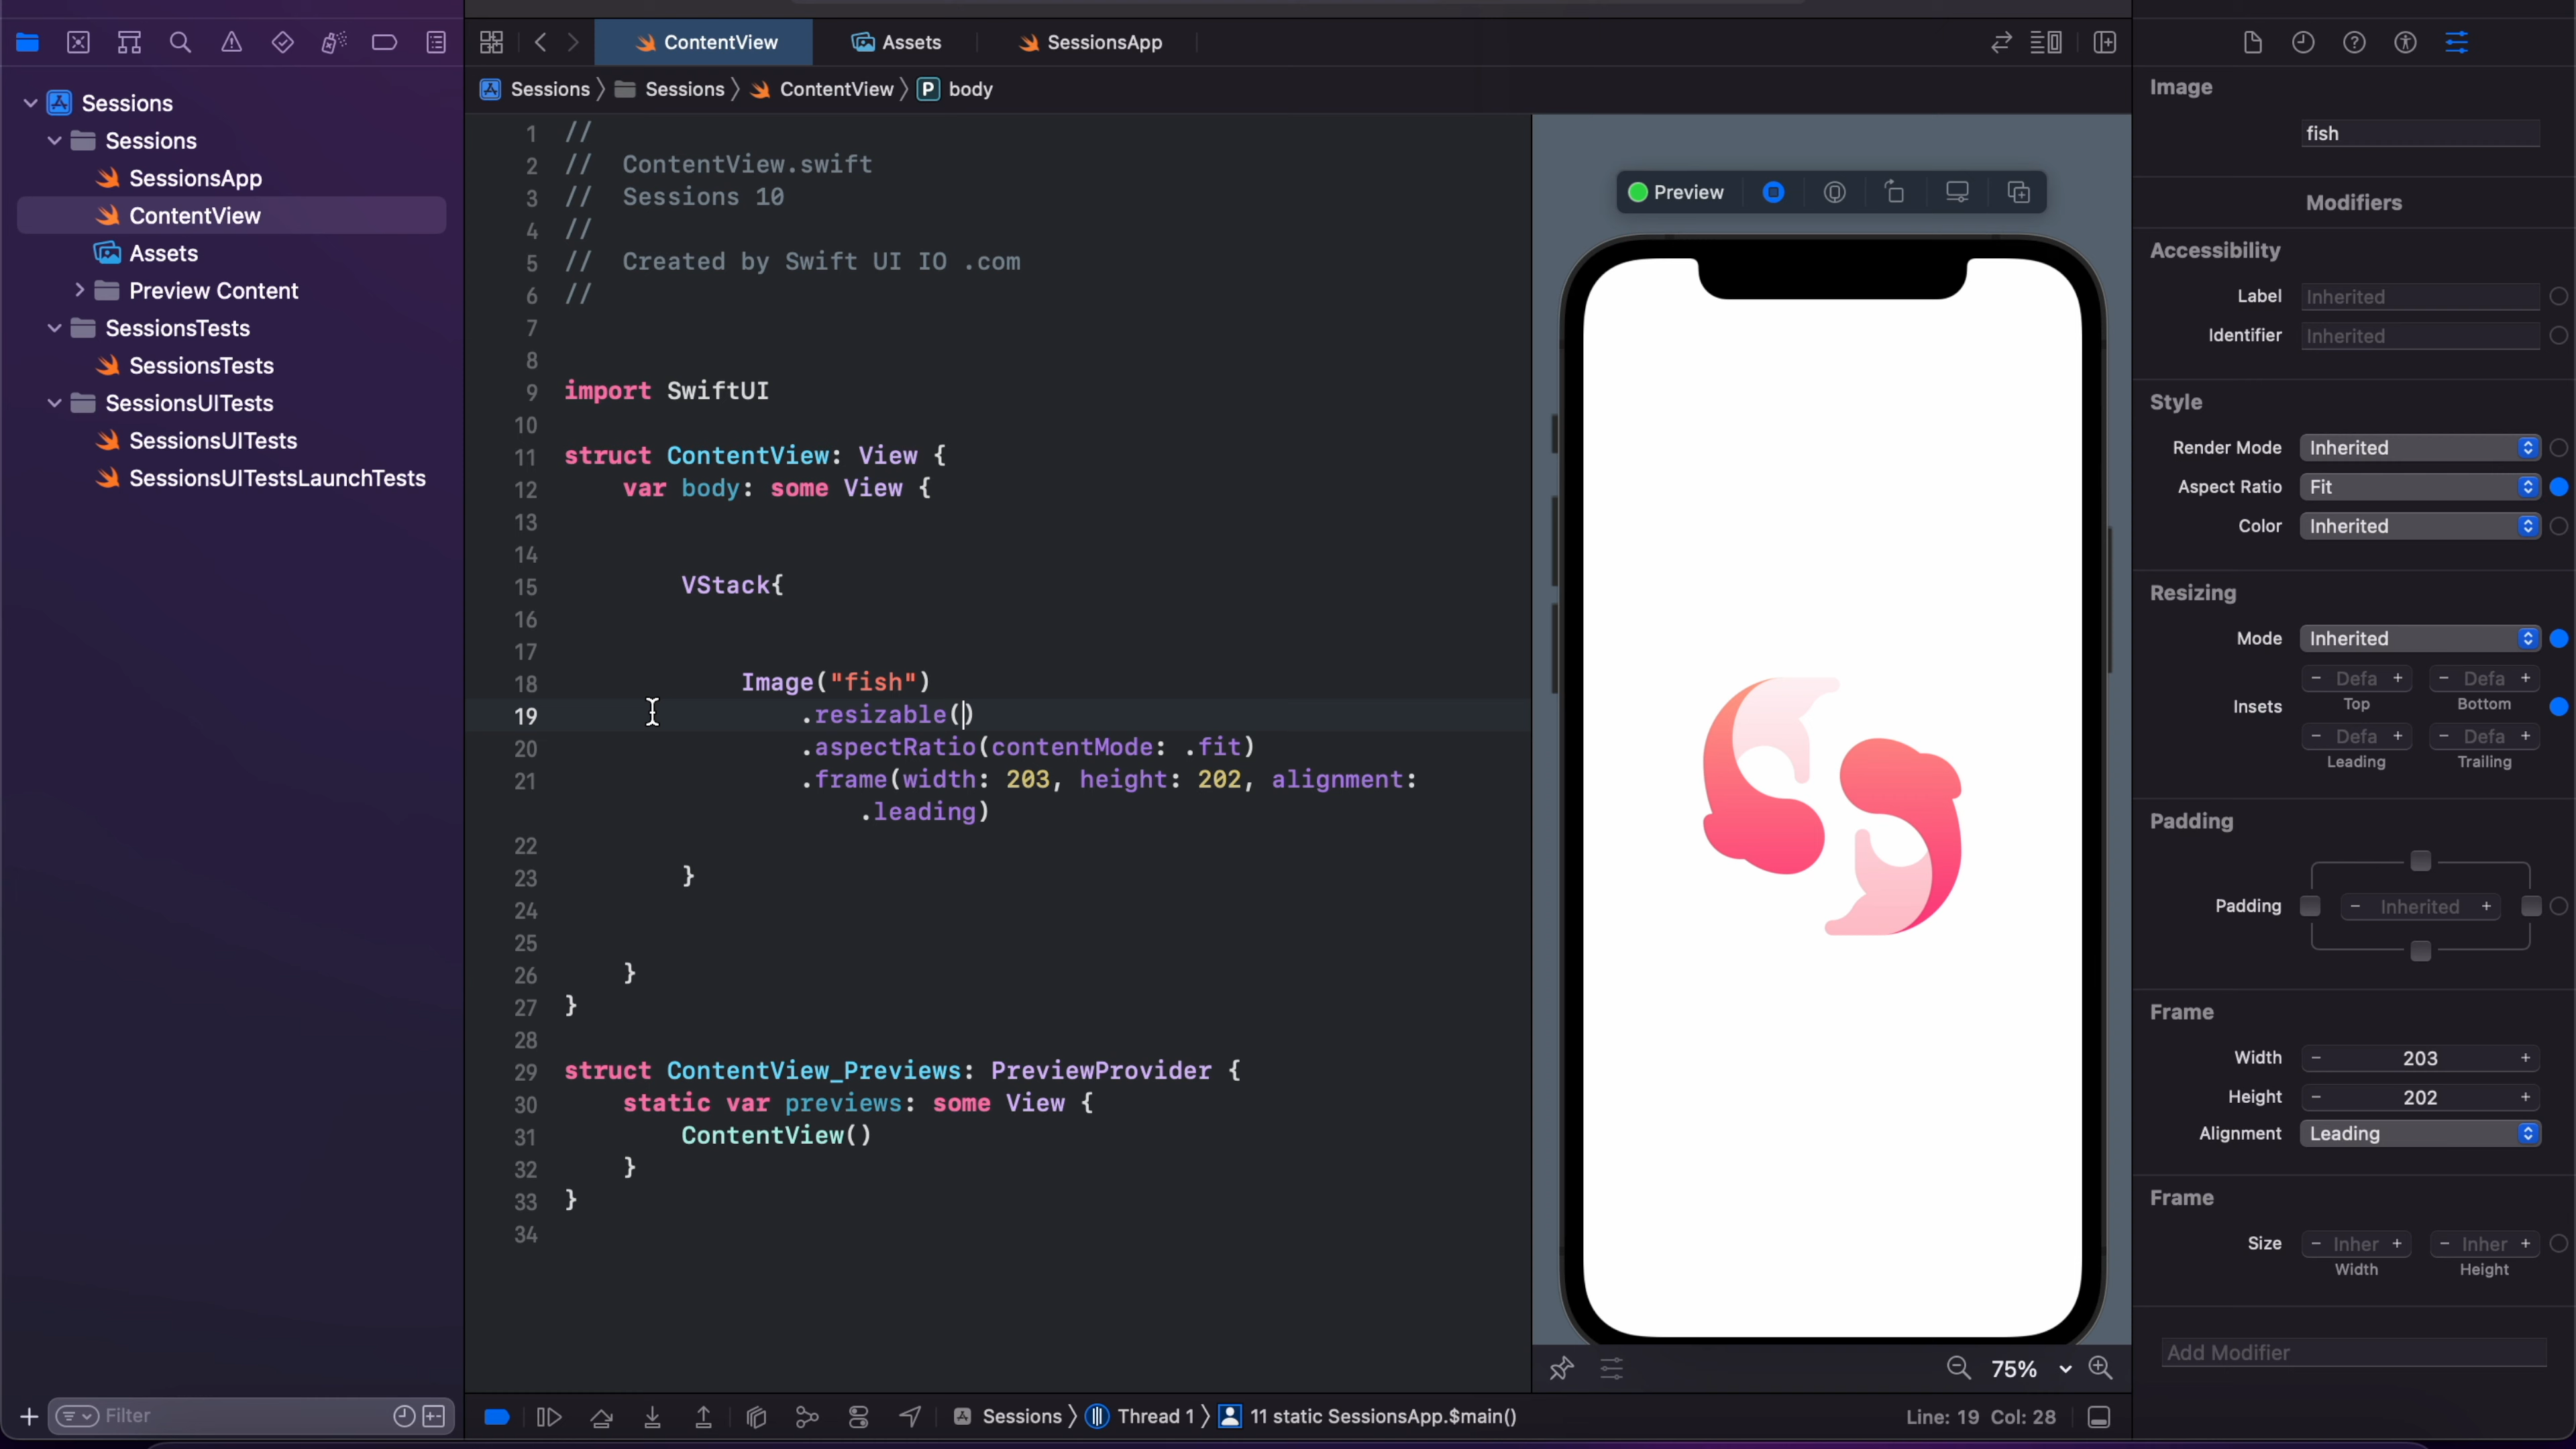 ContentView
Assets
SessionsApp
Sessions
Sessions
SessionsApp
ContentView
Assets
Preview Content
SessionsTests
SessionsTests
SessionsUITests
SessionsUITests
SessionsUITestsLaunchTests
Filter
Sessions 〉 Sessions 〉 ContentView 〉 P body
1 //
2 // ContentView.swift
3 // Sessions 10
4 //
5 // Created by Swift UI IO .com
6 //
7
8
9 import SwiftUI
10
11 struct ContentView: View {
12 var body: some View {
13
14
15 VStack{
16
17
18 Image("fish")
19 .resizable()
20 .aspectRatio(contentMode: .fit)
21 .frame(width: 203, height: 202, alignment:
.leading)
22
23 }
24
25
26 }
27 }
28
29 struct ContentView_Previews: PreviewProvider {
30 static var previews: some View {
31 ContentView()
32 }
33 }
34
Preview
75%
Sessions 〉 Thread 1 〉 11 static SessionsApp.$main()
Line: 19 Col: 28
Image
fish
Modifiers
Accessibility
Label Inherited
Identifier Inherited
Style
Render Mode Inherited
Aspect Ratio Fit
Color Inherited
Resizing
Mode Inherited
- Defa + - Defa +
Insets Top Bottom
- Defa + - Defa +
Leading Trailing
Padding
Padding - Inherited +
Frame
Width - 203 +
Height - 202 +
Alignment Leading
Frame
Size - Inher + - Inher +
Width Height
Add Modifier